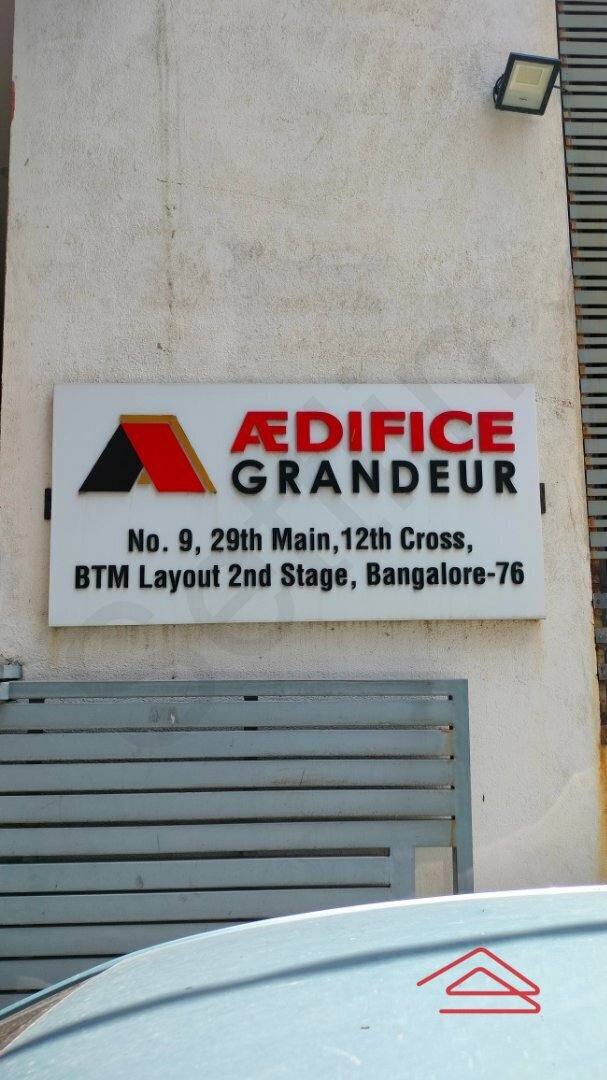 ÆDIFICE
GRANDEUR
No. 9, 29th Main,12th Cross,
BTM Layout 2nd Stage, Bangalore-76